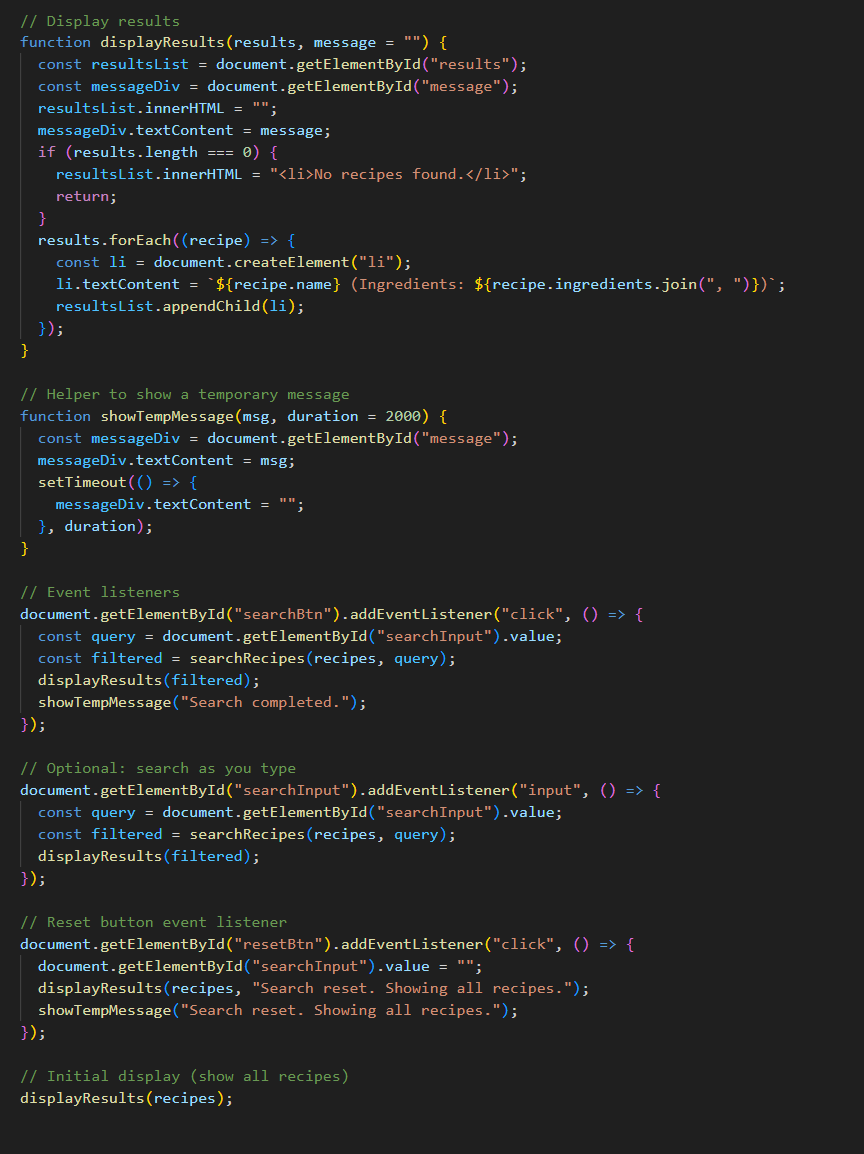 // Display results
function displayResults(results, message = "") {
  const resultsList = document.getElementById("results");
  const messageDiv = document.getElementById("message");
  resultsList.innerHTML = "";
  messageDiv.textContent = message;
  if (results.length === 0) {
    resultsList.innerHTML = "<li>No recipes found.</li>";
    return;
  }
  results.forEach((recipe) => {
    const li = document.createElement("li");
    li.textContent = `${recipe.name} (Ingredients: ${recipe.ingredients.join(", ")})`;
    resultsList.appendChild(li);
  });
}

// Helper to show a temporary message
function showTempMessage(msg, duration = 2000) {
  const messageDiv = document.getElementById("message");
  messageDiv.textContent = msg;
  setTimeout(() => {
    messageDiv.textContent = "";
  }, duration);
}

// Event listeners
document.getElementById("searchBtn").addEventListener("click", () => {
  const query = document.getElementById("searchInput").value;
  const filtered = searchRecipes(recipes, query);
  displayResults(filtered);
  showTempMessage("Search completed.");
});

// Optional: search as you type
document.getElementById("searchInput").addEventListener("input", () => {
  const query = document.getElementById("searchInput").value;
  const filtered = searchRecipes(recipes, query);
  displayResults(filtered);
});

// Reset button event listener
document.getElementById("resetBtn").addEventListener("click", () => {
  document.getElementById("searchInput").value = "";
  displayResults(recipes, "Search reset. Showing all recipes.");
  showTempMessage("Search reset. Showing all recipes.");
});

// Initial display (show all recipes)
displayResults(recipes);